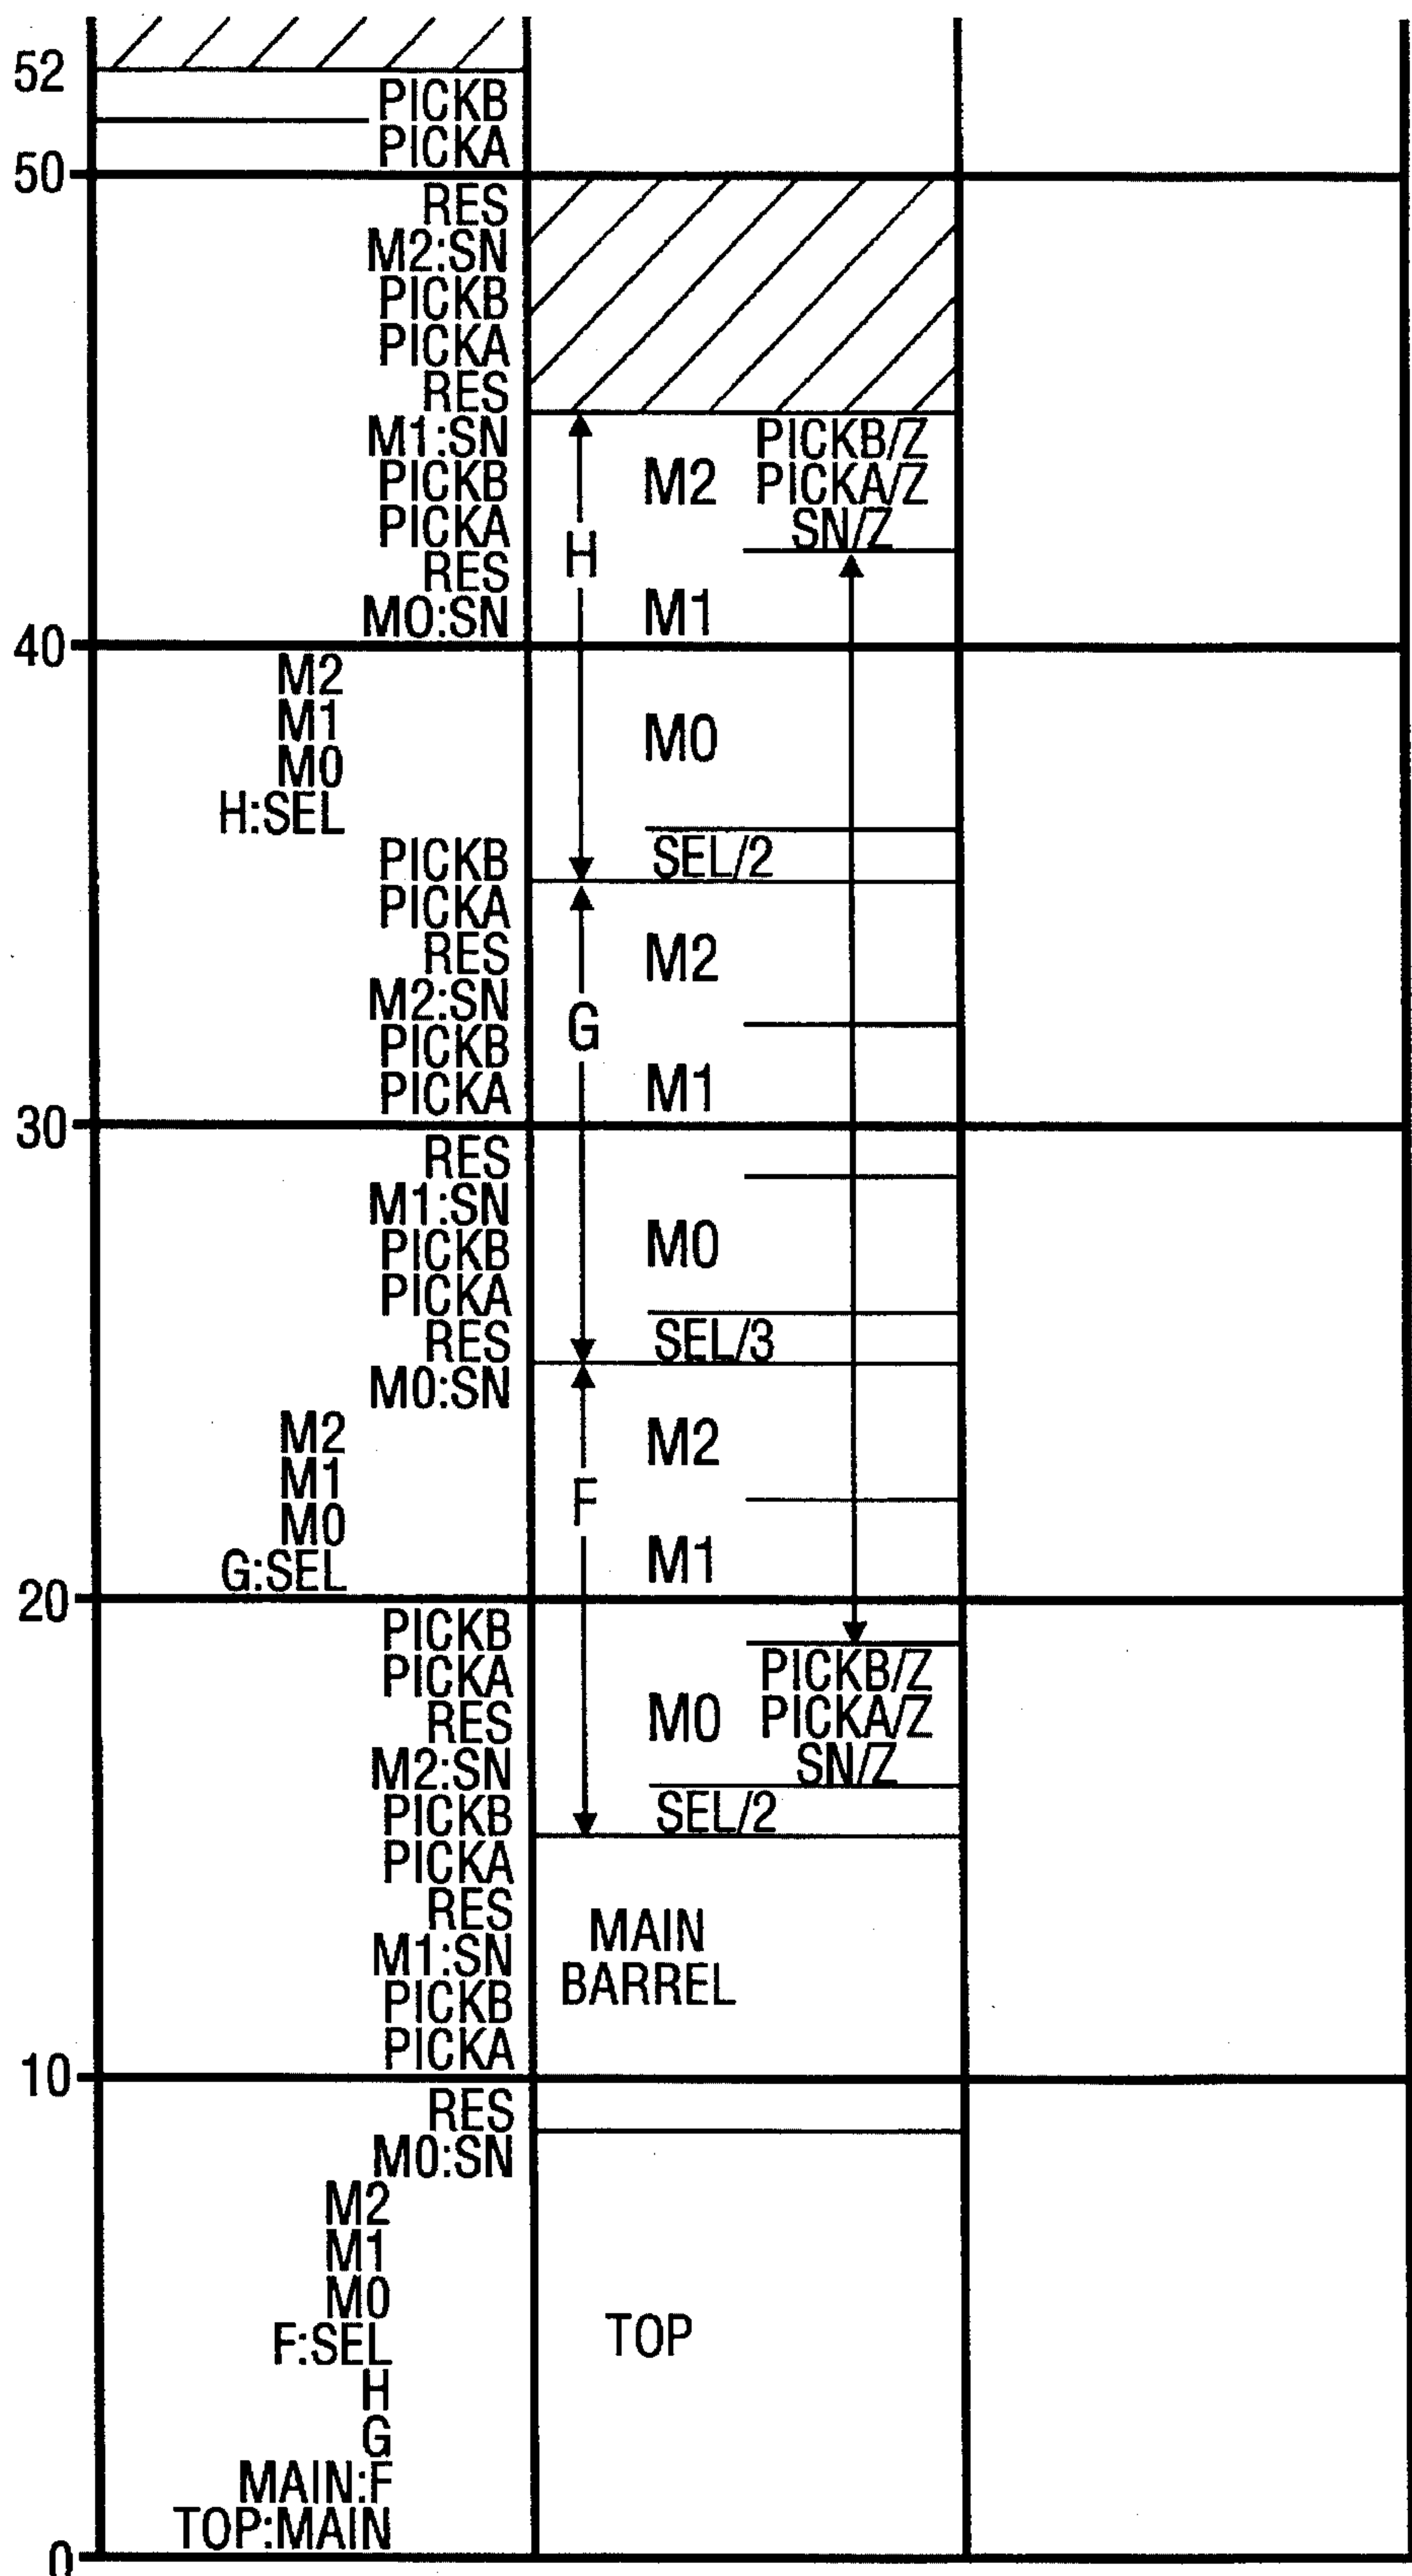 52
PICKB
PICKA
50
RES
M2:SN
PICKB
PICKA
RES
M1:SN
PICKB
PICKA
RES
MO:SN
40
M2
M1
M0
H:SEL
PICKB
PICKA
RES
M2:SN
PICKB
PICKA
30
RES
M1:SN
PICKB
PICKA
RES
M0:SN
M2
M1
M0
G:SEL
20
PICKB
PICKA
RES
M2:SN
PICKB
PICKA
RES
M1:SN
PICKB
PICKA
10
RES
M0:SN
M2
M1
M0
F:SEL
H
G
MAIN:F
TOP:MAIN
0
H
M2
PICKB/Z
PICKA/Z
SN/Z
M1
M0
SEL/2
G
M2
M1
M0
SEL/3
F
M2
M1
M0
PICKB/Z
PICKA/Z
SN/Z
SEL/2
MAIN
BARREL
TOP